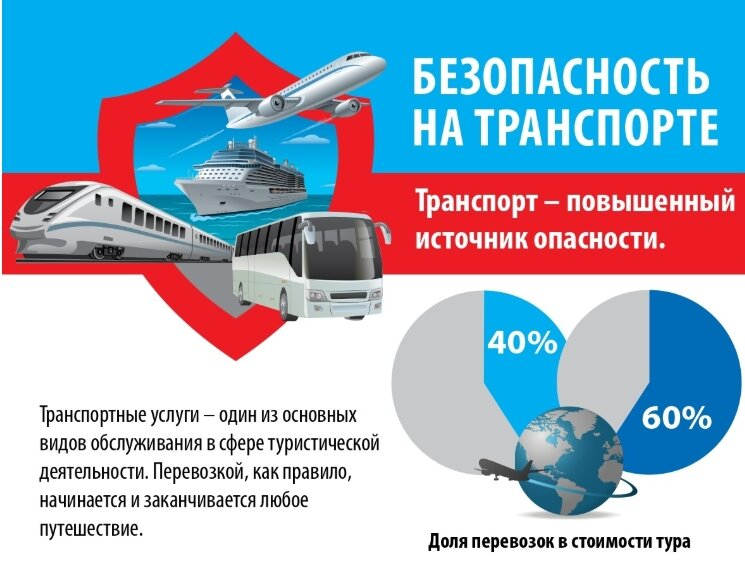 БЕЗОПАСНОСТЬ
НА ТРАНСПОРТЕ
Транспорт – повышенный
источник опасности.
40%
60%
Транспортные услуги – один из основных
видов обслуживания в сфере туристической
деятельности. Перевозкой, как правило,
начинается и заканчивается любое
путешествие.
Доля перевозок в стоимости тура